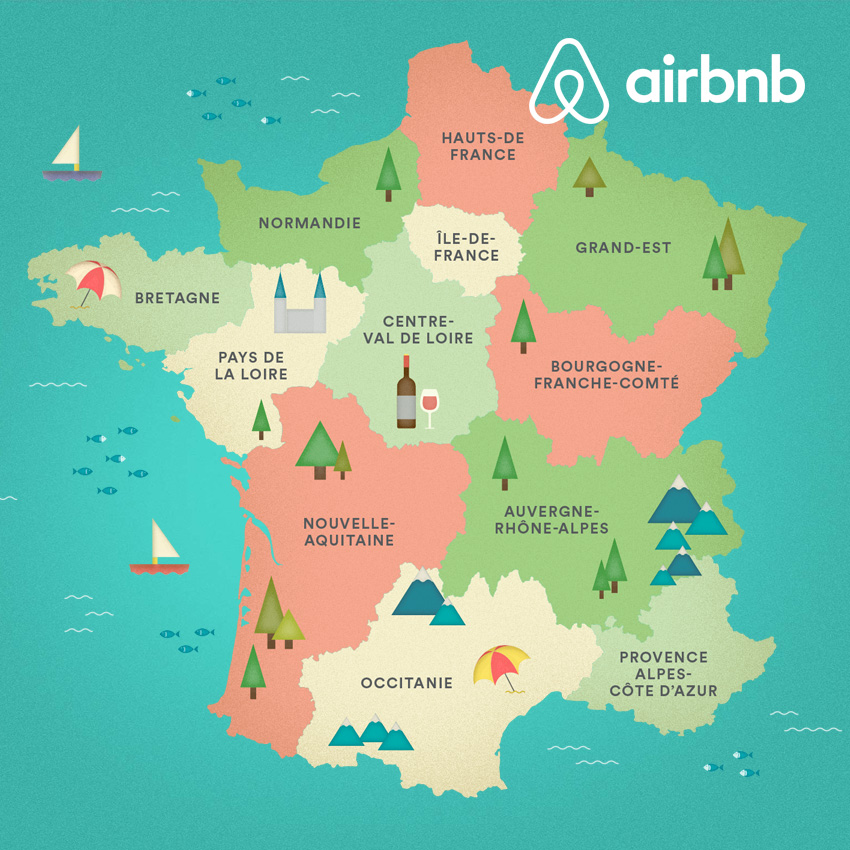 airbnb
HAUTS-DE
FRANCE
NORMANDIE
ÎLE-DE-
FRANCE
GRAND-EST
BRETAGNE
CENTRE-
VAL DE LOIRE
PAYS DE
LA LOIRE
BOURGOGNE-
FRANCHE-COMTÉ
NOUVELLE-
AQUITAINE
AUVERGNE-
RHÔNE-ALPES
OCCITANIE
PROVENCE
ALPES-
CÔTE D'AZUR